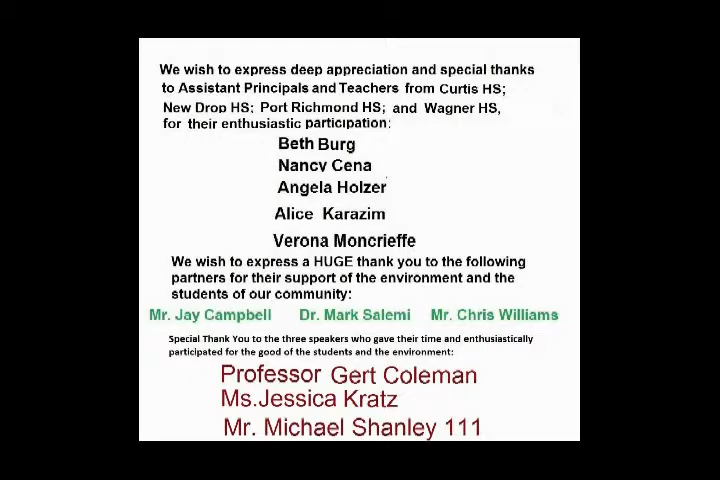 We wish to express deep appreciation and special thanks
to Assistant Principals and Teachers from Curtis HS;
New Drop HS; Port Richmond HS; and Wagner HS,
for their enthusiastic participation:
Beth Burg
Nancy Cena
Angela Holzer
Alice Karazim
Verona Moncrieffe
We wish to express a HUGE thank you to the following
partners for their support of the environment and the
students of our community:
Mr. Jay Campbell Dr. Mark Salemi Mr. Chris Williams
Special Thank You to the three speakers who gave their time and enthusiastically
participated for the good of the students and the environment:
Professor Gert Coleman
Ms.Jessica Kratz
Mr. Michael Shanley 111